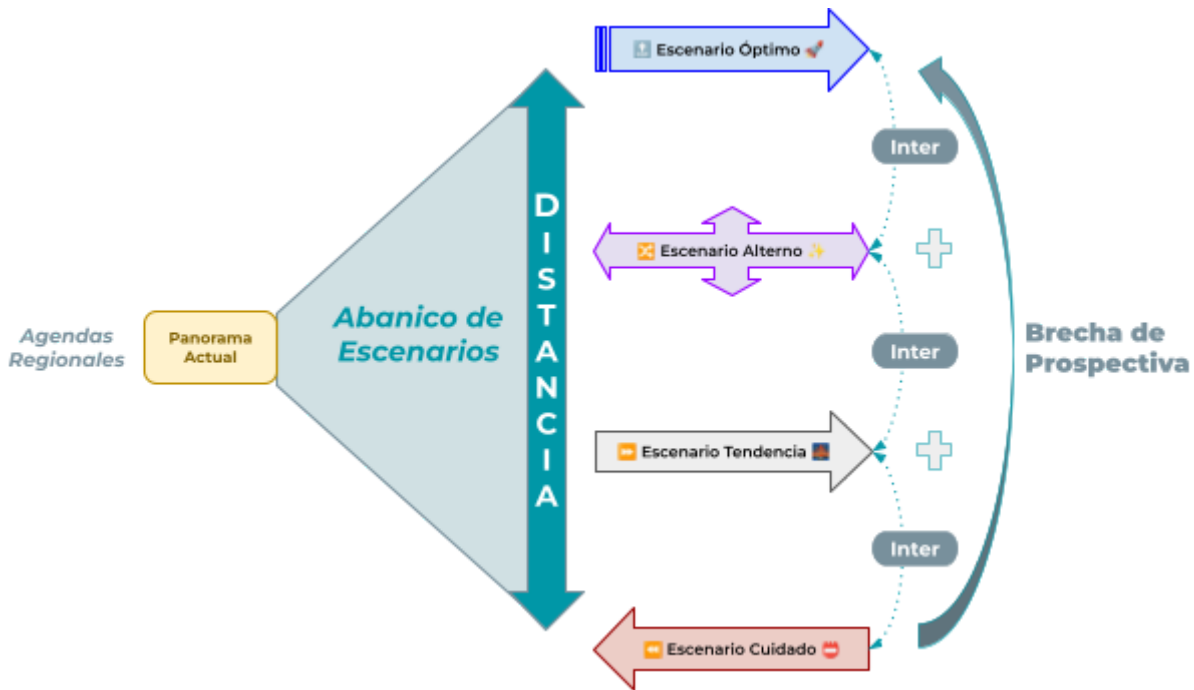 Agendas
Regionales
Panorama
Actual
Abanico de
Escenarios
DISTANCIA
Escenario Óptimo
Inter
Escenario Alterno
Inter
Escenario Tendencia
Inter
Escenario Cuidado
Brecha de
Prospectiva